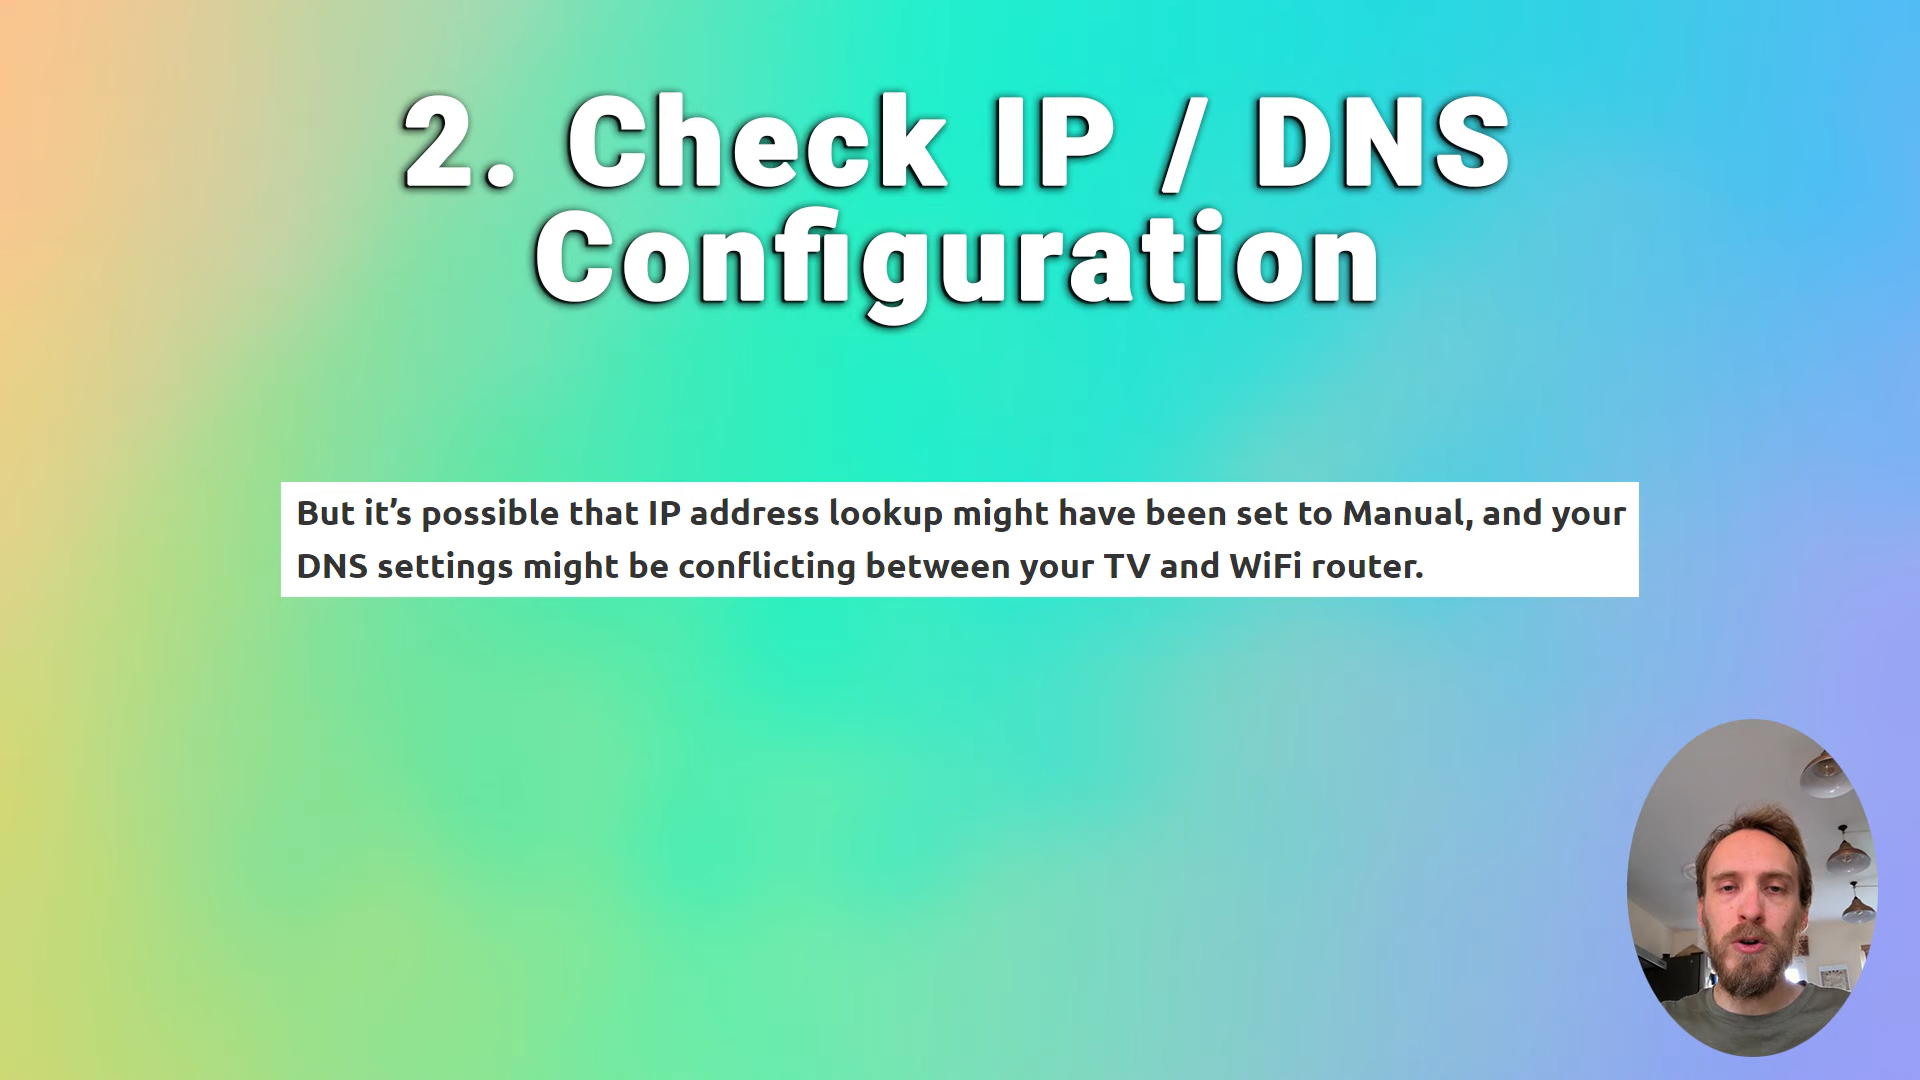 2. Check IP / DNS
Configuration
But it’s possible that IP address lookup might have been set to Manual, and your
DNS settings might be conflicting between your TV and WiFi router.